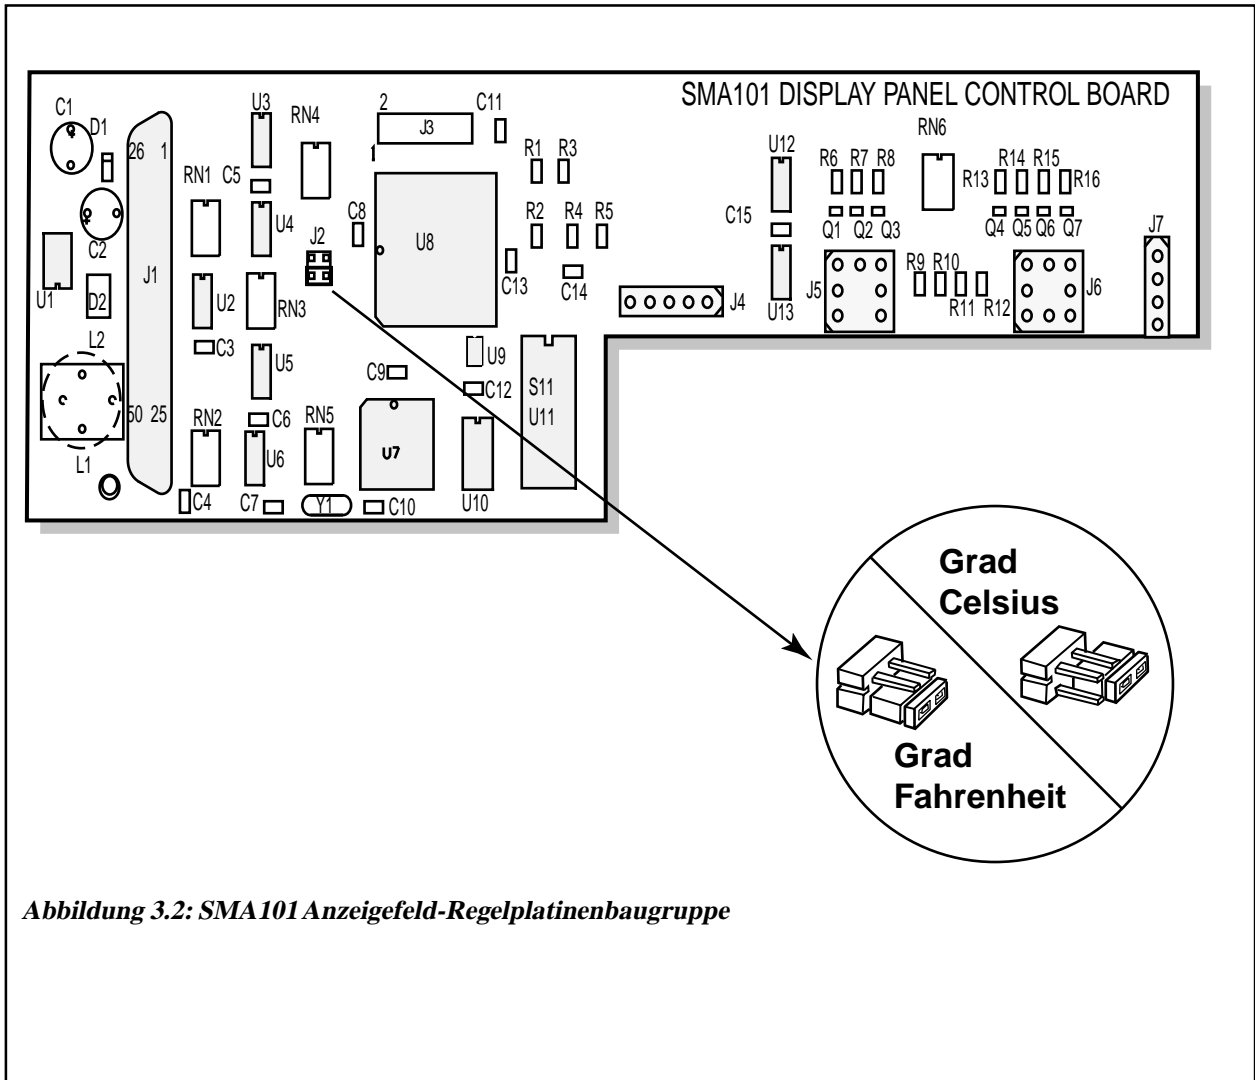 SMA101 DISPLAY PANEL CONTROL BOARD
C1
D1
26 1
U3
RN4
2
J3
C11
1
R1 R3
U12
R6 R7 R8
RN6
R13
R14 R15
R16
RN1
C5
C8
J2
U4
U8
R2 R4 R5
C15
Q1 Q2 Q3
Q4 Q5 Q6 Q7
J7
C2
U1
D2
J1
U2
RN3
C13
C14
J4
U13
J5
R9 R10
R11 R12
J6
L2
C3
U5
C9
U9
C12
S11
U11
50 25
RN2
C6
RN5
U7
L1
U6
C4
C7
Y1
C10
U10
Grad
Celsius
Grad
Fahrenheit
Abbildung 3.2: SMA101 Anzeigefeld-Regelplatinenbaugruppe